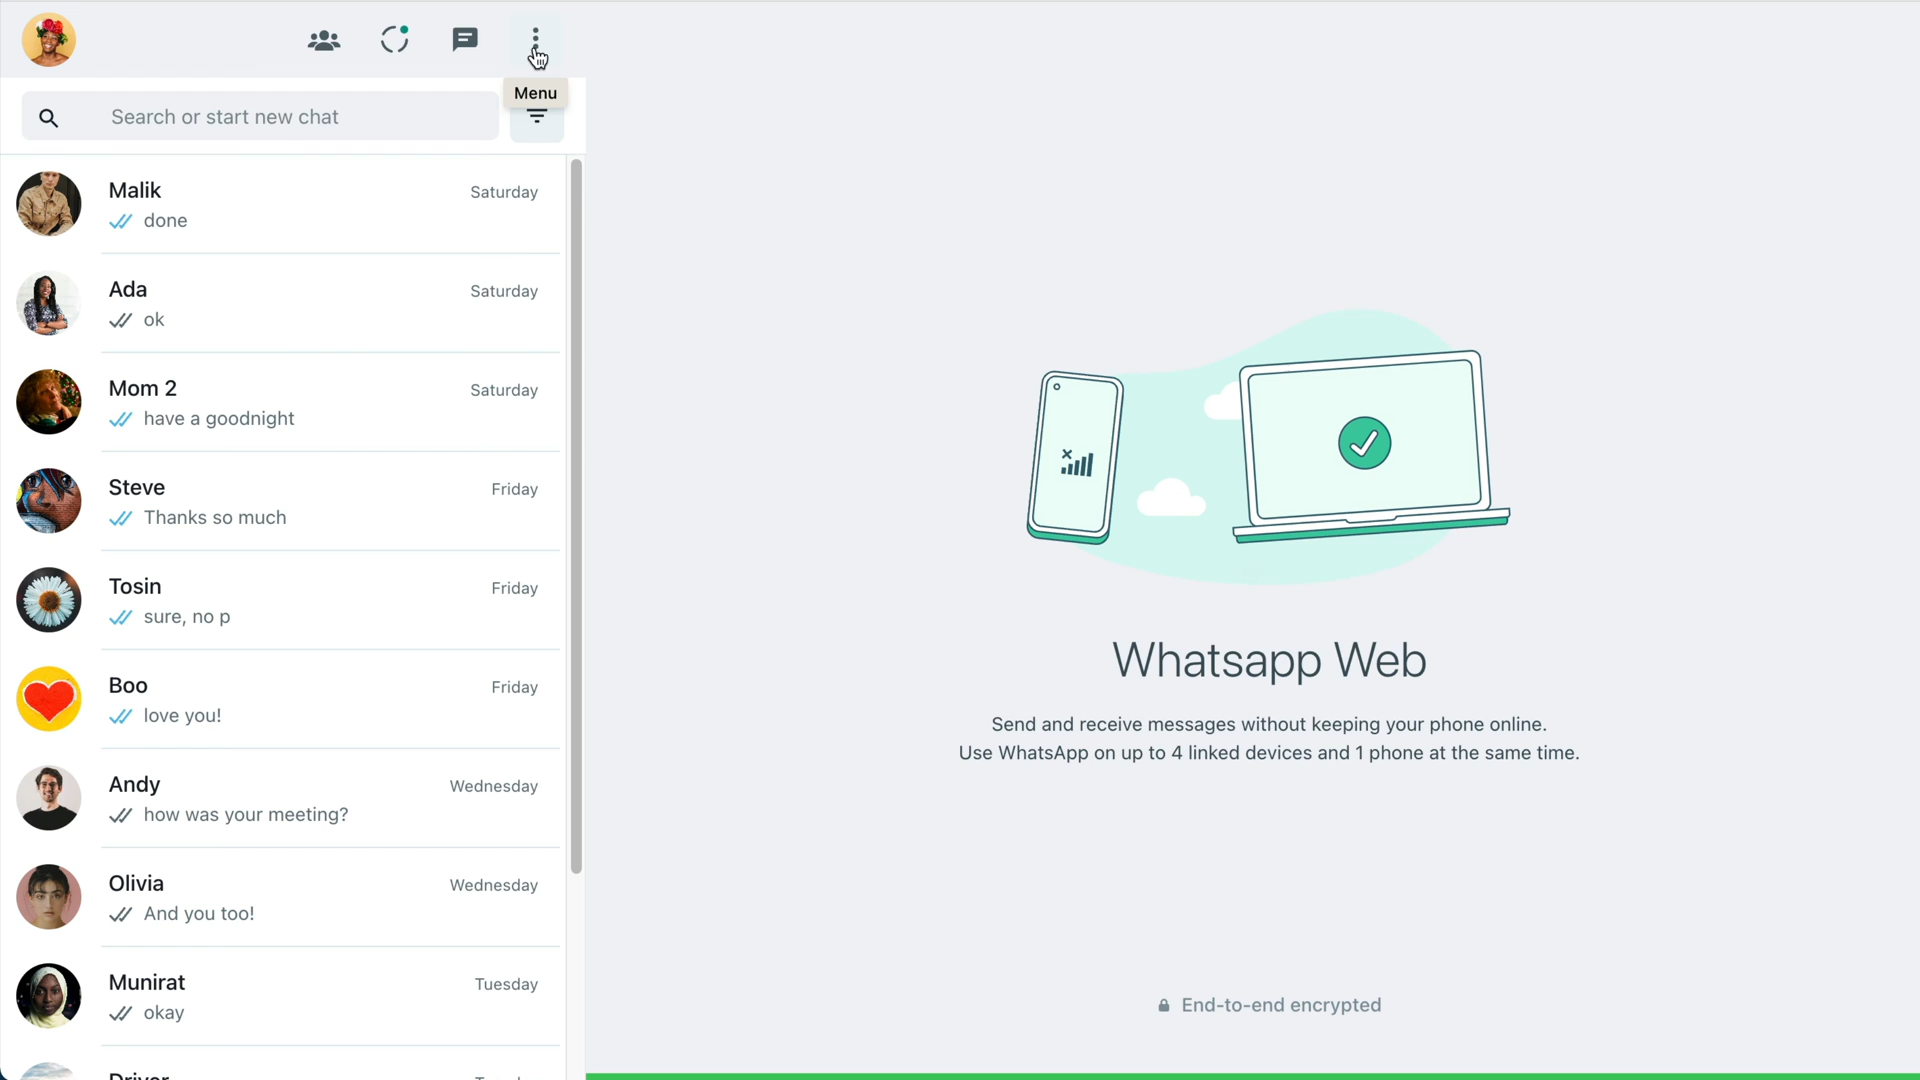 Menu
Search or start new chat
Malik
Saturday
done
Ada
Saturday
ok
Mom 2
Saturday
have a goodnight
Steve
Friday
Thanks so much
Tosin
Friday
sure, no p
Boo
Friday
love you!
Andy
Wednesday
how was your meeting?
Olivia
Wednesday
And you too!
Munirat
Tuesday
okay
Whatsapp Web
Send and receive messages without keeping your phone online.
Use WhatsApp on up to 4 linked devices and 1 phone at the same time.
End-to-end encrypted